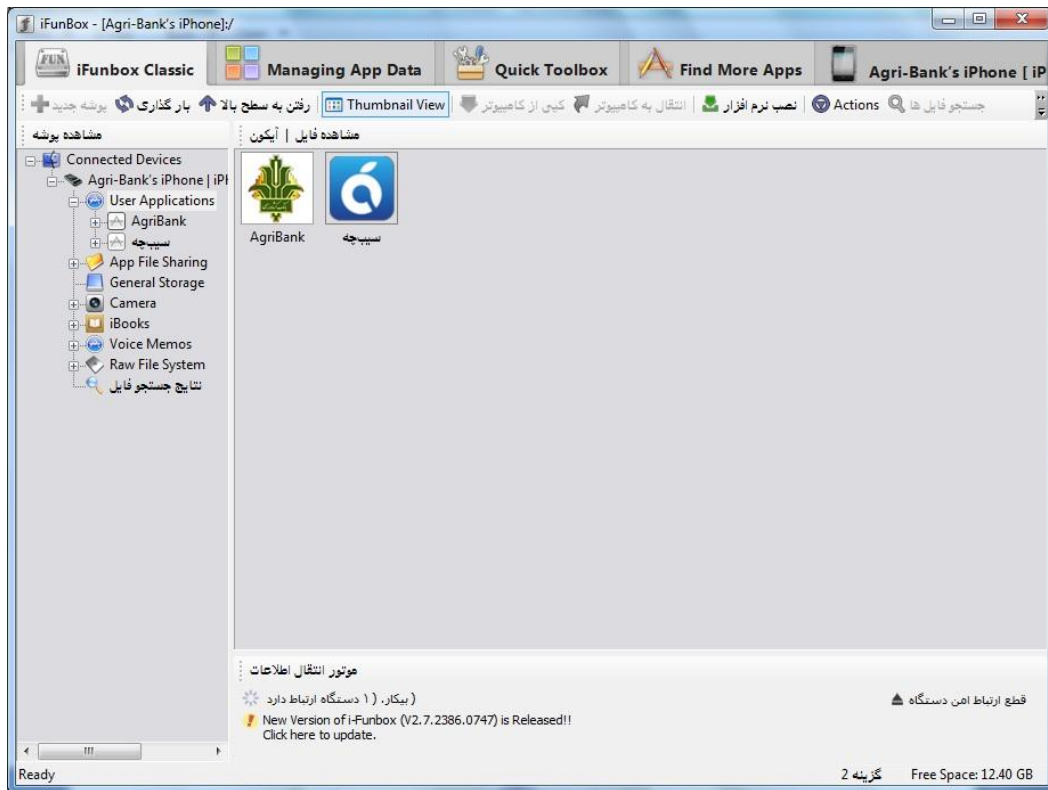 iFunBox - [Agri-Bank's iPhone]:/
iFunbox Classic Managing App Data Quick Toolbox Find More Apps Agri-Bank's iPhone [ iP
پوشه جدید بار گذاری رفتن به سطح بالا Thumbnail View کپی از کامپیوتر انتقال به کامپیوتر نصب نرم افزار Actions جستجو فایل ها
مشاهده پوشه
مشاهده فایل | آیکون
Connected Devices
Agri-Bank's iPhone | iPh
User Applications
AgriBank
سیبچه
App File Sharing
General Storage
Camera
iBooks
Voice Memos
Raw File System
نتایج جستجو فایل
AgriBank سیبچه
موتور انتقال اطلاعات
( بیکار. ( ۱ دستگاه ارتباط دارد
قطع ارتباط امن دستگاه
New Version of i-Funbox (V2.7.2386.0747) is Released!!
Click here to update.
Ready گزینه 2 Free Space: 12.40 GB